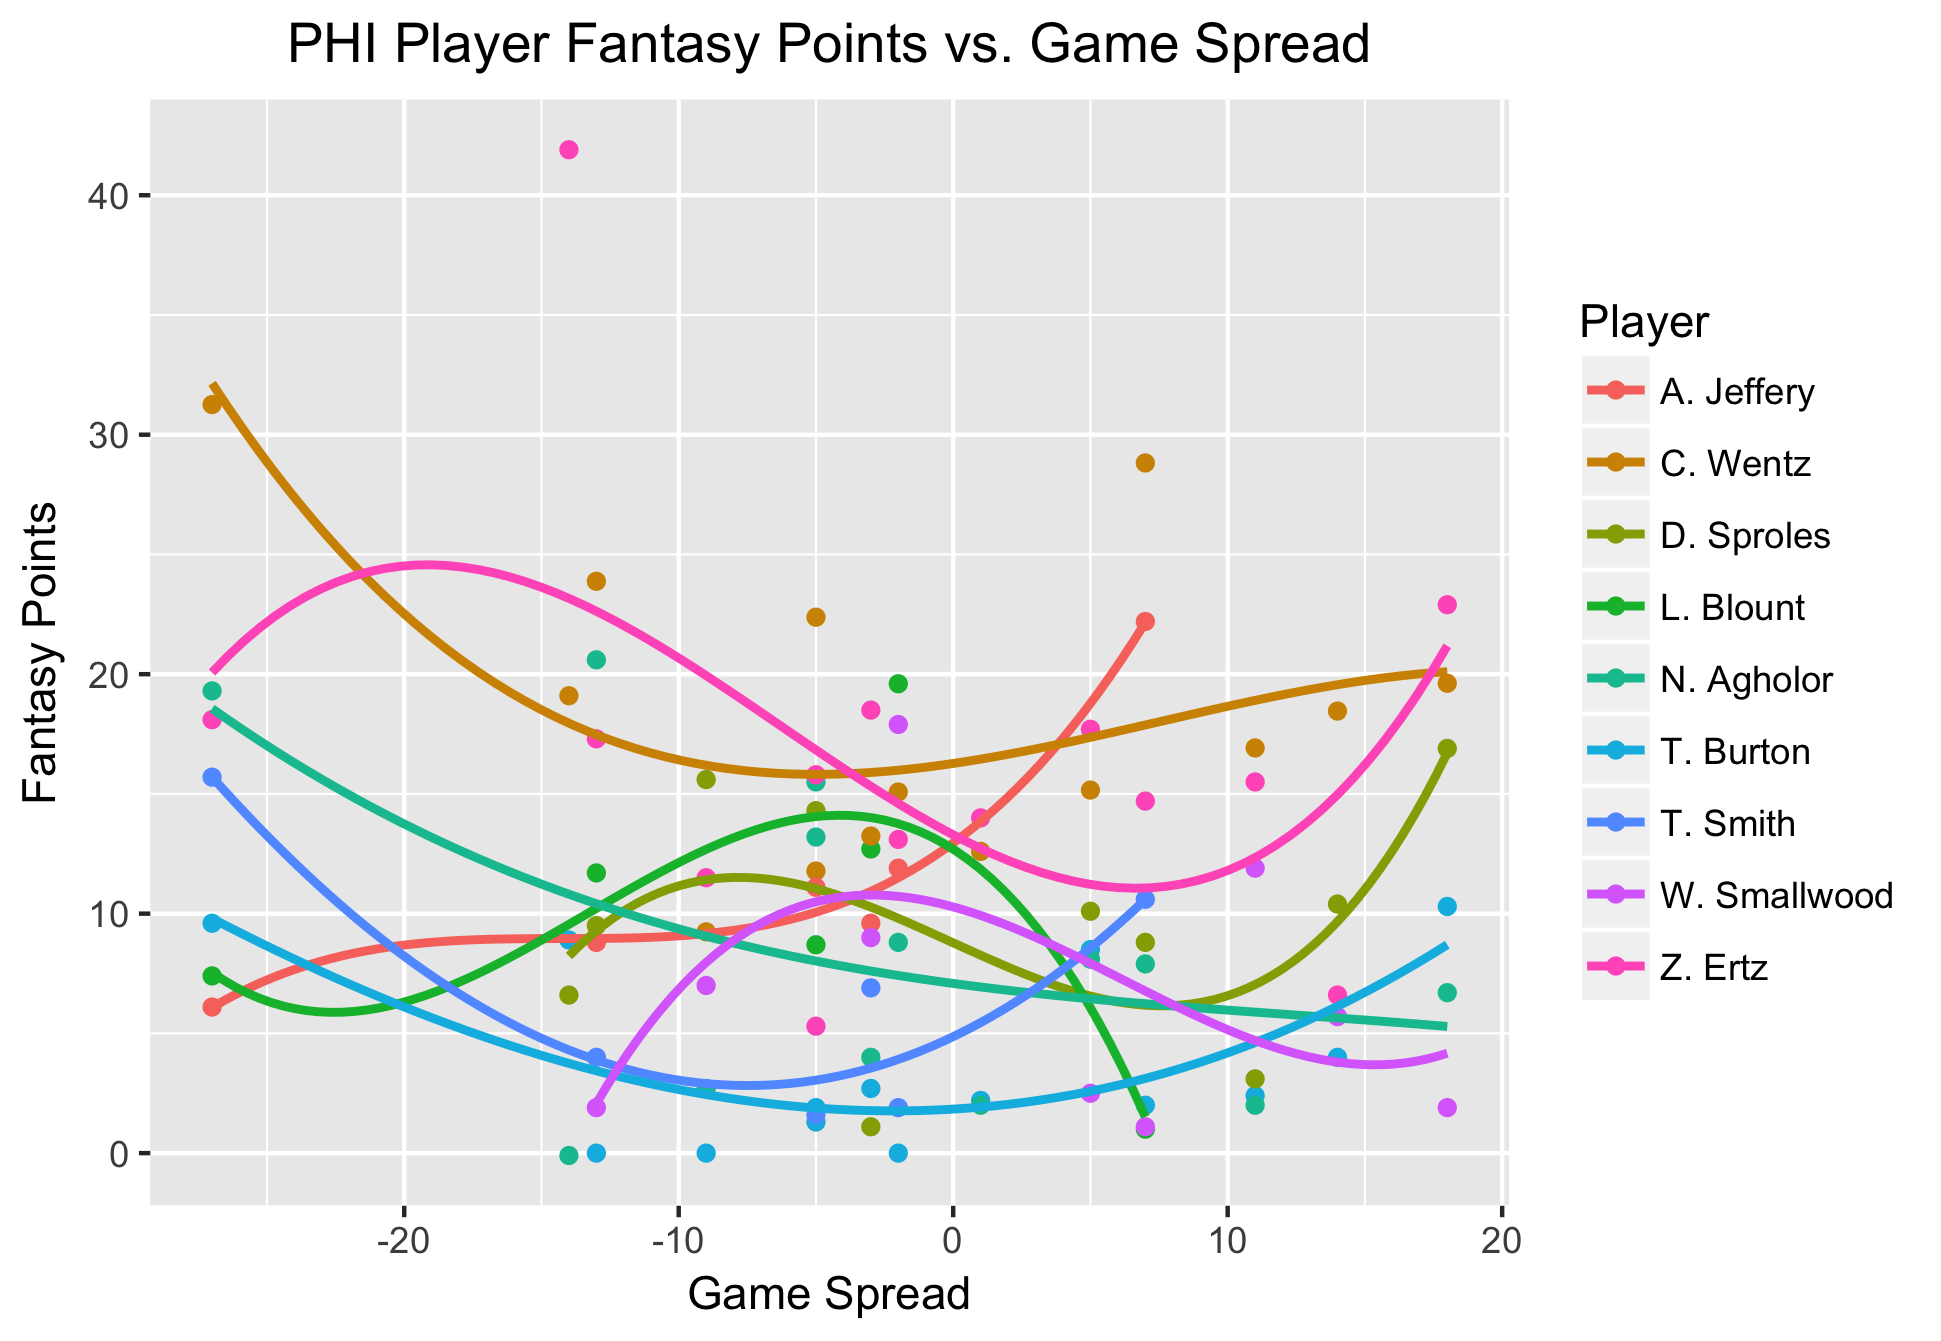 PHI Player Fantasy Points vs. Game Spread
Fantasy Points
40
30
20
10
0
-20
-10
0
10
20
Game Spread
Player
A. Jeffery
C. Wentz
D. Sproles
L. Blount
N. Agholor
T. Burton
T. Smith
W. Smallwood
Z. Ertz